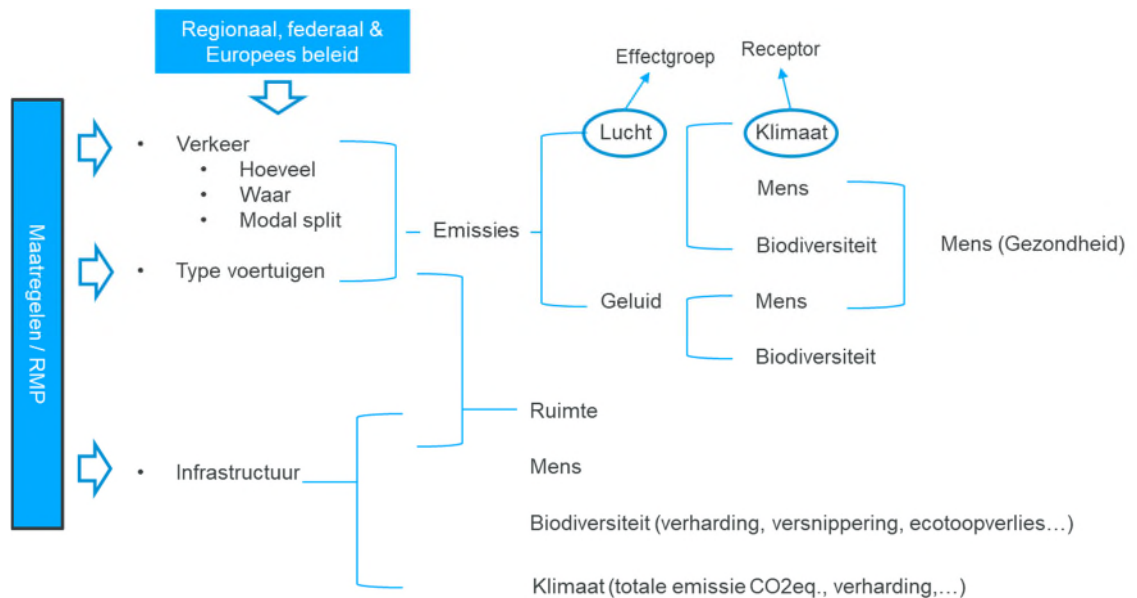 Regionaal, federaal &
Europees beleid
Effectgroep
Receptor
Maatregelen / RMP
• Verkeer
• Hoeveel
• Waar
• Modal split
• Type voertuigen
• Infrastructuur
Emissies
Lucht
Klimaat
Mens
Biodiversiteit
Mens (Gezondheid)
Geluid
Mens
Biodiversiteit
Ruimte
Mens
Biodiversiteit (verharding, versnippering, ecotoopverlies…)
Klimaat (totale emissie CO2eq., verharding,…)